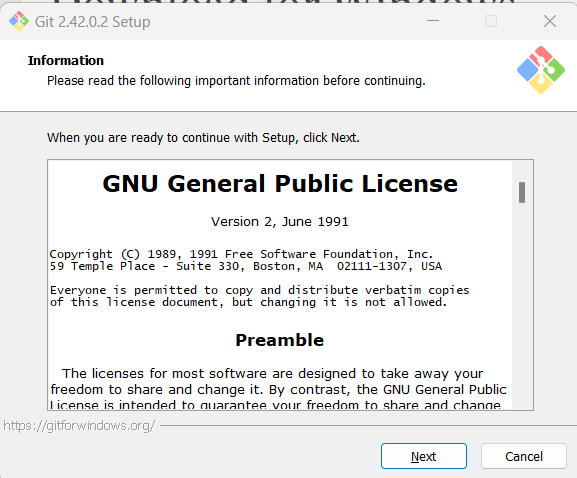 Download for Windows
Git 2.42.0.2 Setup
Information
Please read the following important information before continuing.
When you are ready to continue with Setup, click Next.
GNU General Public License
Version 2, June 1991
Copyright (C) 1989, 1991 Free Software Foundation, Inc.
59 Temple Place - Suite 330, Boston, MA  02111-1307, USA
Everyone is permitted to copy and distribute verbatim copies
of this license document, but changing it is not allowed.
Preamble
The licenses for most software are designed to take away your
freedom to share and change it. By contrast, the GNU General Public
License is intended to guarantee your freedom to share and change
https://gitforwindows.org/
Next
Cancel